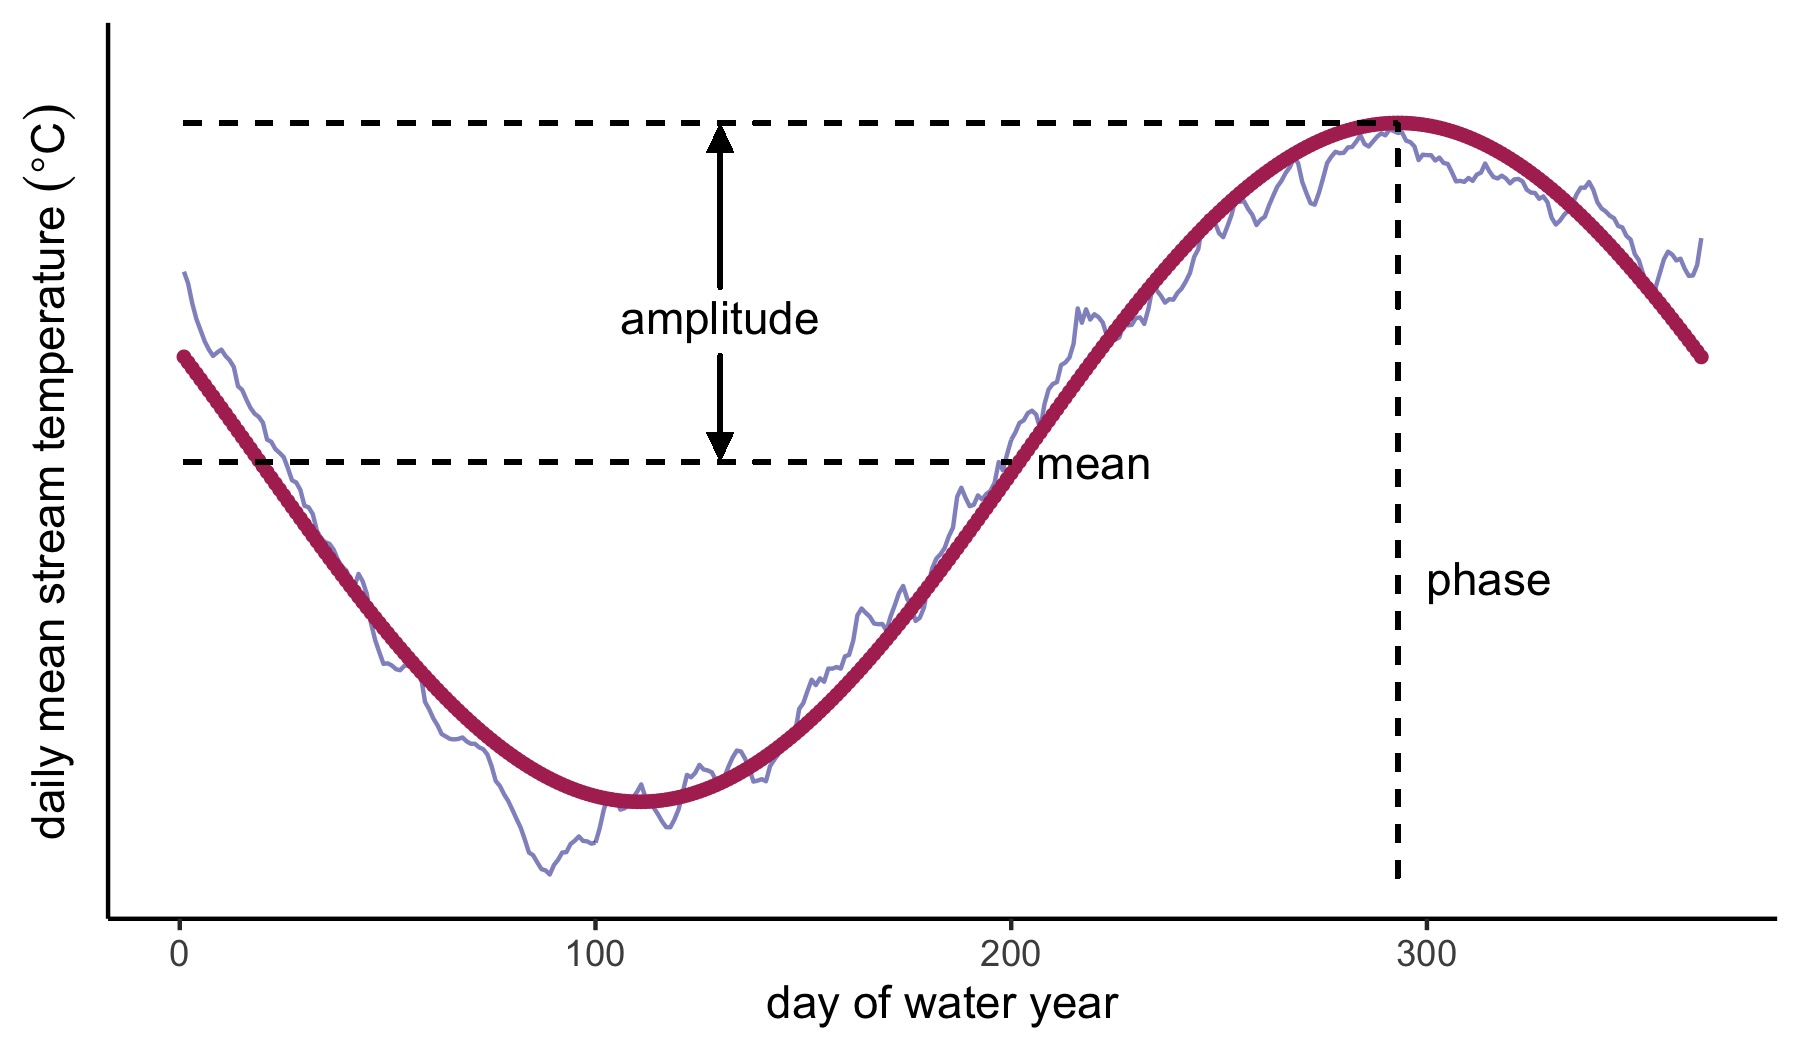 daily mean stream temperature (°C)
amplitude
mean
phase
0 100 200 300
day of water year